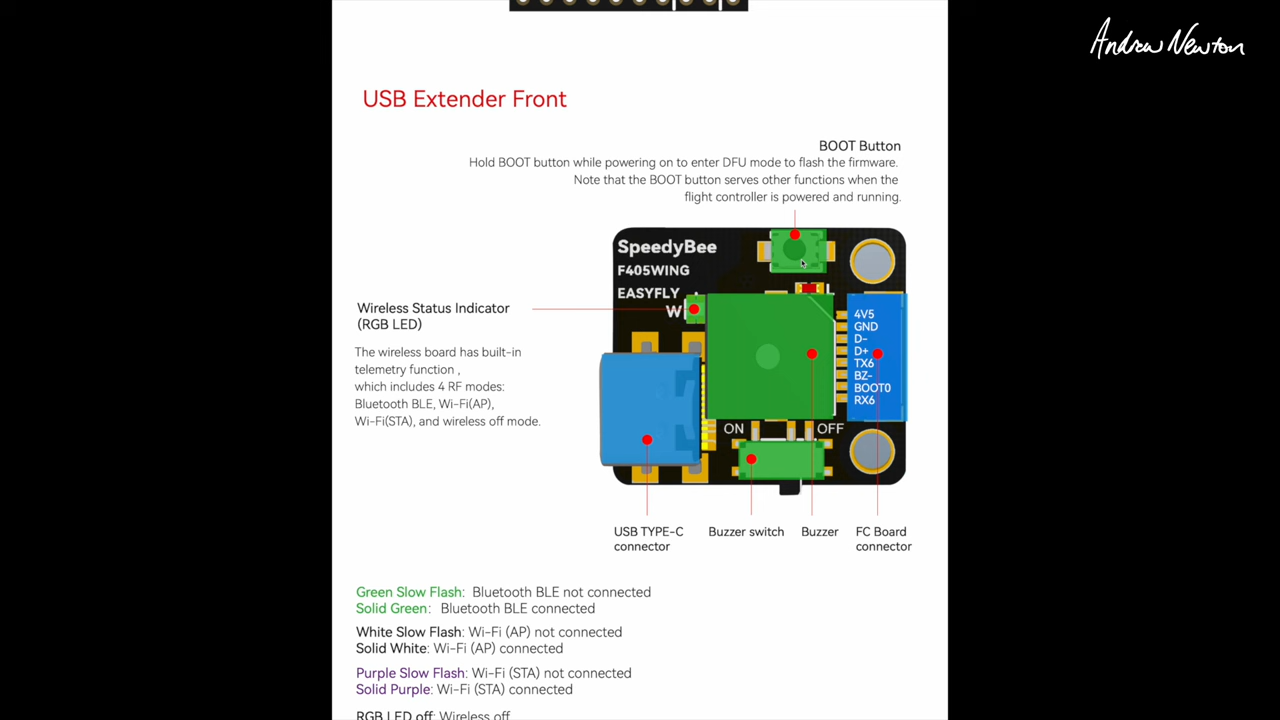 Andrew Newton
USB Extender Front
BOOT Button
Hold BOOT button while powering on to enter DFU mode to flash the firmware.
Note that the BOOT button serves other functions when the
flight controller is powered and running.
SpeedyBee
F405WING
EASYFLY
L
W
Wireless Status Indicator
(RGB LED)
The wireless board has built-in
telemetry function ,
which includes 4 RF modes:
Bluetooth BLE, Wi-Fi(AP),
Wi-Fi(STA), and wireless off mode.
4V5
GND
D-
D+
TX6
BZ-
BOOT0
RX6
ON
OFF
USB TYPE-C
connector
Buzzer switch
Buzzer
FC Board
connector
Green Slow Flash: Bluetooth BLE not connected
Solid Green: Bluetooth BLE connected
White Slow Flash: Wi-Fi (AP) not connected
Solid White: Wi-Fi (AP) connected
Purple Slow Flash: Wi-Fi (STA) not connected
Solid Purple: Wi-Fi (STA) connected
RGB LED off: Wireless off